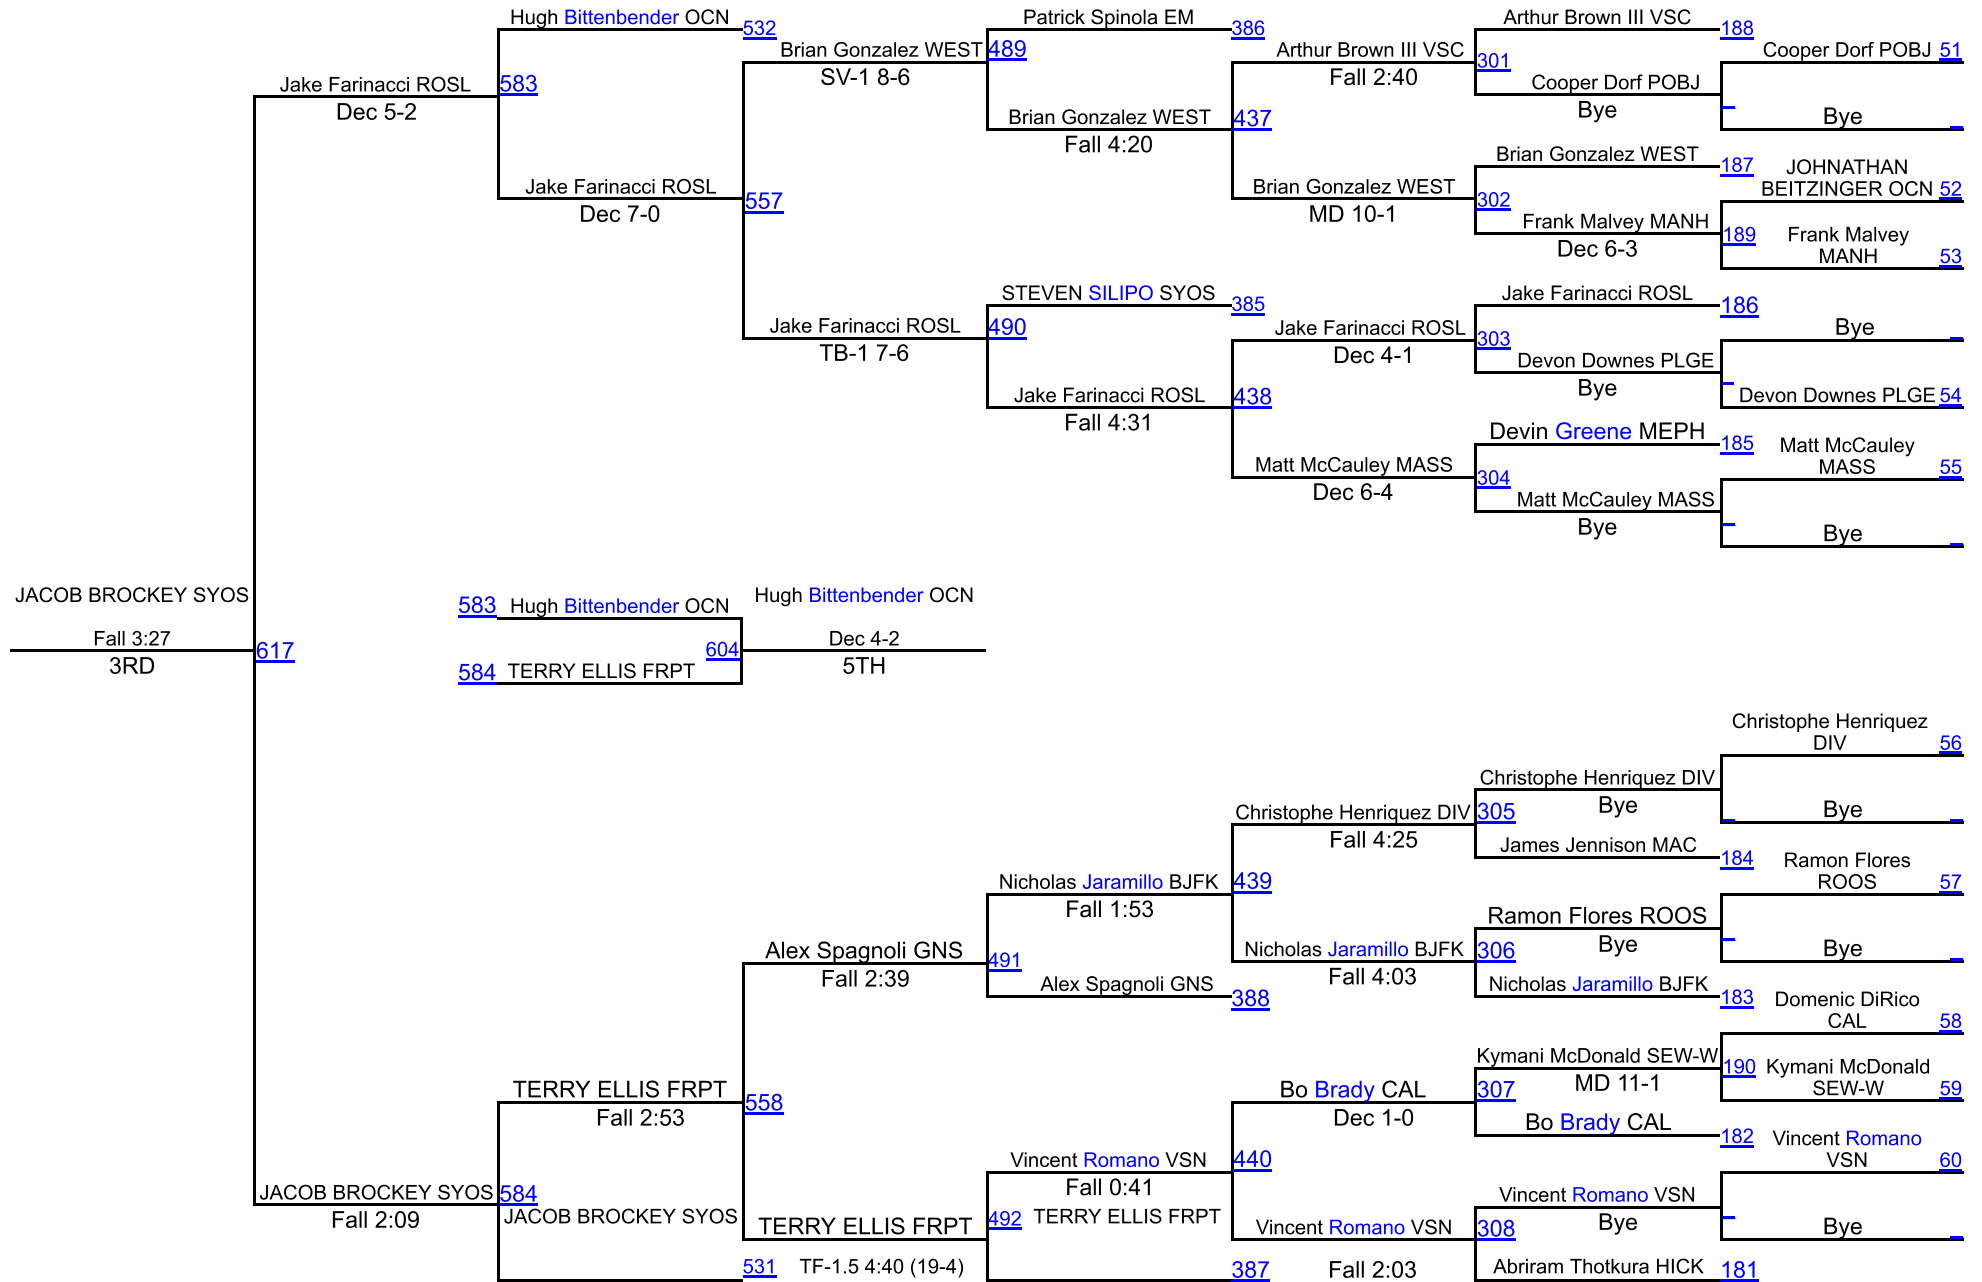 Hugh Bittenbender OCN
532
Jake Farinacci ROSL
Dec 5-2
583
Jake Farinacci ROSL
Dec 7-0
Brian Gonzalez WEST
SV-1 8-6
557
Jake Farinacci ROSL
TB-1 7-6
Patrick Spinola EM
386
489
Brian Gonzalez WEST
Fall 4:20
STEVEN SILIPO SYOS
385
490
Jake Farinacci ROSL
Fall 4:31
Arthur Brown III VSC
Fall 2:40
437
Brian Gonzalez WEST
MD 10-1
Jake Farinacci ROSL
Dec 4-1
438
Matt McCauley MASS
Dec 6-4
Arthur Brown III VSC
188
301
Cooper Dorf POBJ
Bye
Brian Gonzalez WEST
187
302
Frank Malvey MANH
Dec 6-3
Jake Farinacci ROSL
186
303
Devon Downes PLGE
Bye
Devin Greene MEPH
185
304
Matt McCauley MASS
Bye
Cooper Dorf POBJ 51
Bye
JOHNATHAN
BEITZINGER OCN 52
189
Frank Malvey
MANH 53
Bye
Devon Downes PLGE 54
Matt McCauley
MASS 55
Bye
JACOB BROCKEY SYOS
Fall 3:27
3RD
617
583 Hugh Bittenbender OCN
604
584 TERRY ELLIS FRPT
Hugh Bittenbender OCN
Dec 4-2
5TH
JACOB BROCKEY SYOS
Fall 2:09
584
TERRY ELLIS FRPT
Fall 2:53
JACOB BROCKEY SYOS
531
558
Alex Spagnoli GNS
Fall 2:39
TERRY ELLIS FRPT
TF-1.5 4:40 (19-4)
Nicholas Jaramillo BJFK
Fall 1:53
491
Alex Spagnoli GNS
388
Vincent Romano VSN
Fall 0:41
492
TERRY ELLIS FRPT
387
Christophe Henriquez DIV
Fall 4:25
439
Nicholas Jaramillo BJFK
Fall 4:03
Bo Brady CAL
Dec 1-0
440
Vincent Romano VSN
Fall 2:03
Christophe Henriquez DIV
Bye
305
James Jennison MAC
184
Ramon Flores ROOS
Bye
306
Nicholas Jaramillo BJFK
183
Kymani McDonald SEW-W
MD 11-1
307
Bo Brady CAL
182
Vincent Romano VSN
Bye
308
Abriram Thotkura HICK
181
Christophe Henriquez
DIV 56
Bye
Ramon Flores
ROOS 57
Bye
Domenic DiRico
CAL 58
190
Kymani McDonald
SEW-W 59
Vincent Romano
VSN 60
Bye